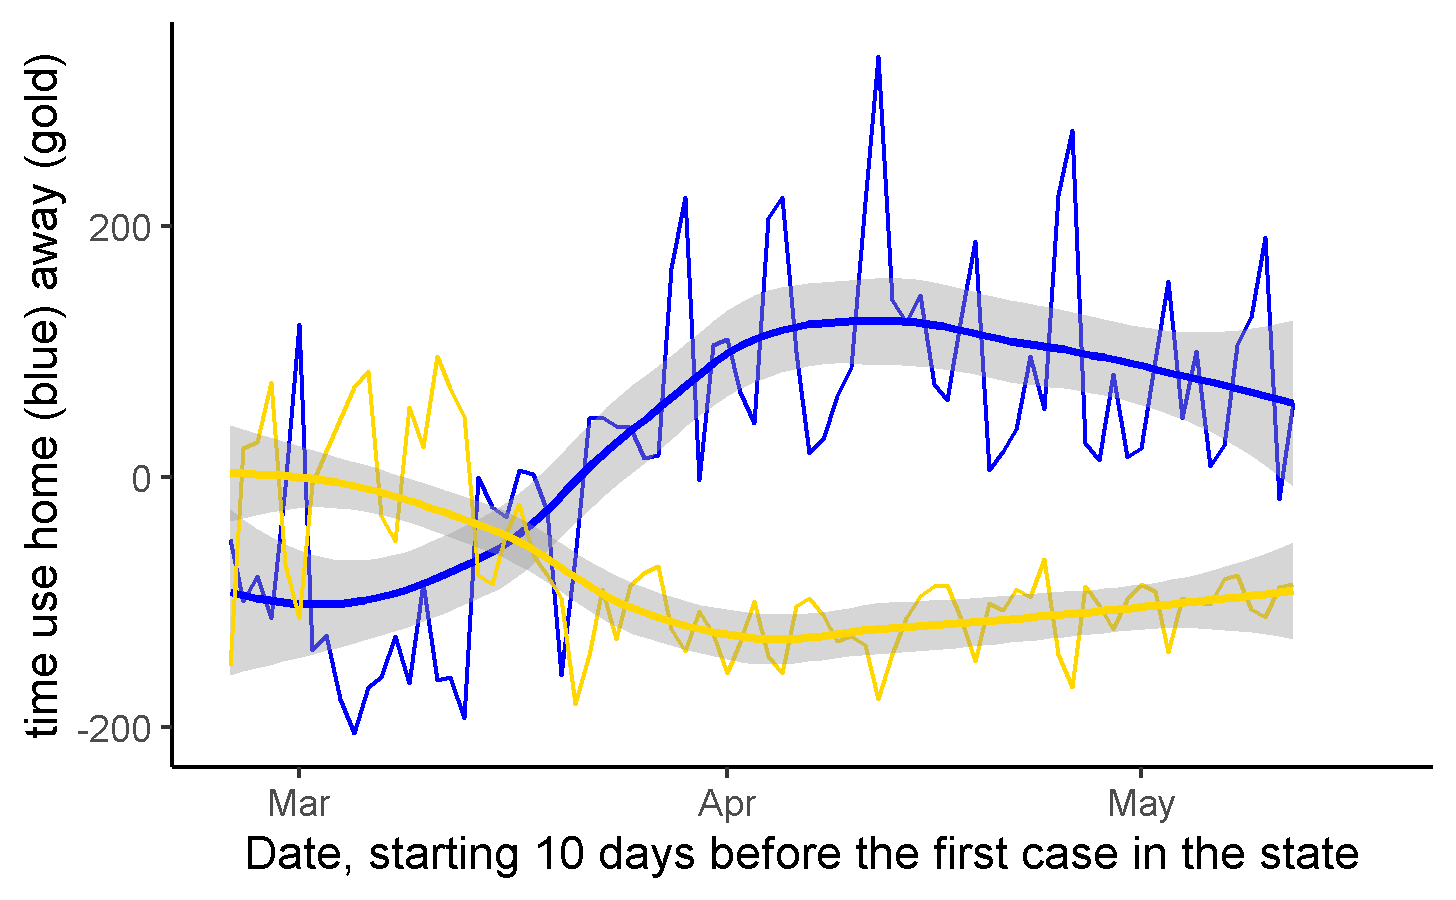 time use home (blue) away (gold)
200
0
-200
Mar
Apr
May
Date, starting 10 days before the first case in the state